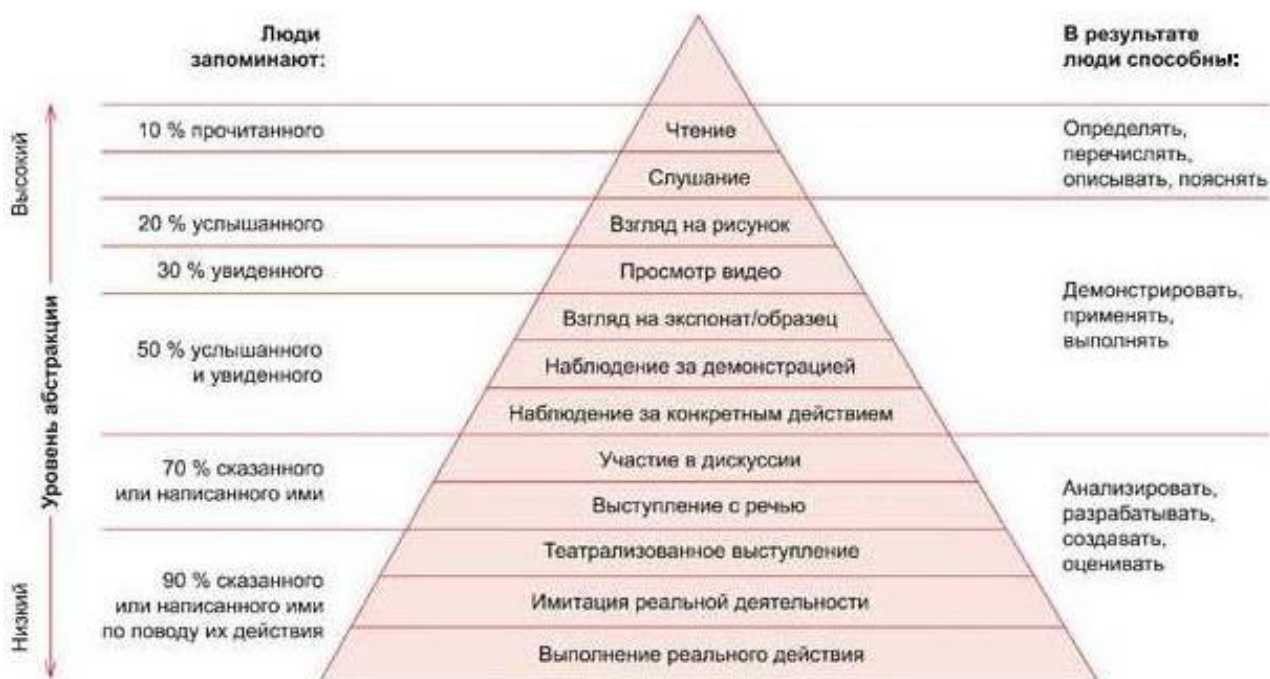 Люди
запоминают:
В результате
люди способны:
Высокий
Уровень абстракции
Низкий
10 % прочитанного
20 % услышанного
30 % увиденного
50 % услышанного
и увиденного
70 % сказанного
или написанного ими
90 % сказанного
или написанного ими
по поводу их действия
Чтение
Слушание
Взгляд на рисунок
Просмотр видео
Взгляд на экспонат/образец
Наблюдение за демонстрацией
Наблюдение за конкретным действием
Участие в дискуссии
Выступление с речью
Театрализованное выступление
Имитация реальной деятельности
Выполнение реального действия
Определять,
перечислять,
описывать, пояснять
Демонстрировать,
применять,
выполнять
Анализировать,
разрабатывать,
создавать,
оценивать